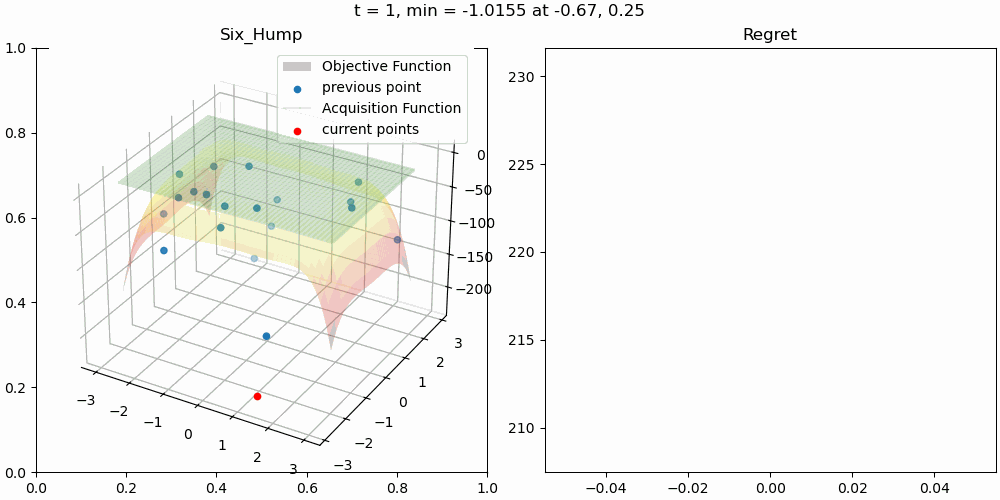 t = 1, min = -1.0155 at -0.67, 0.25
Six_Hump
Regret
Objective Function
previous point
Acquisition Function
current points
1.0
0.8
0.6
0.4
0.2
0.0
0.0 0.2 0.4 0.6 0.8 1.0
−3 −2 −1 0 1 2 3
−3 −2 −1 0 1 2 3
0
−50
−100
−150
−200
230
225
220
215
210
−0.04 −0.02 0.00 0.02 0.04